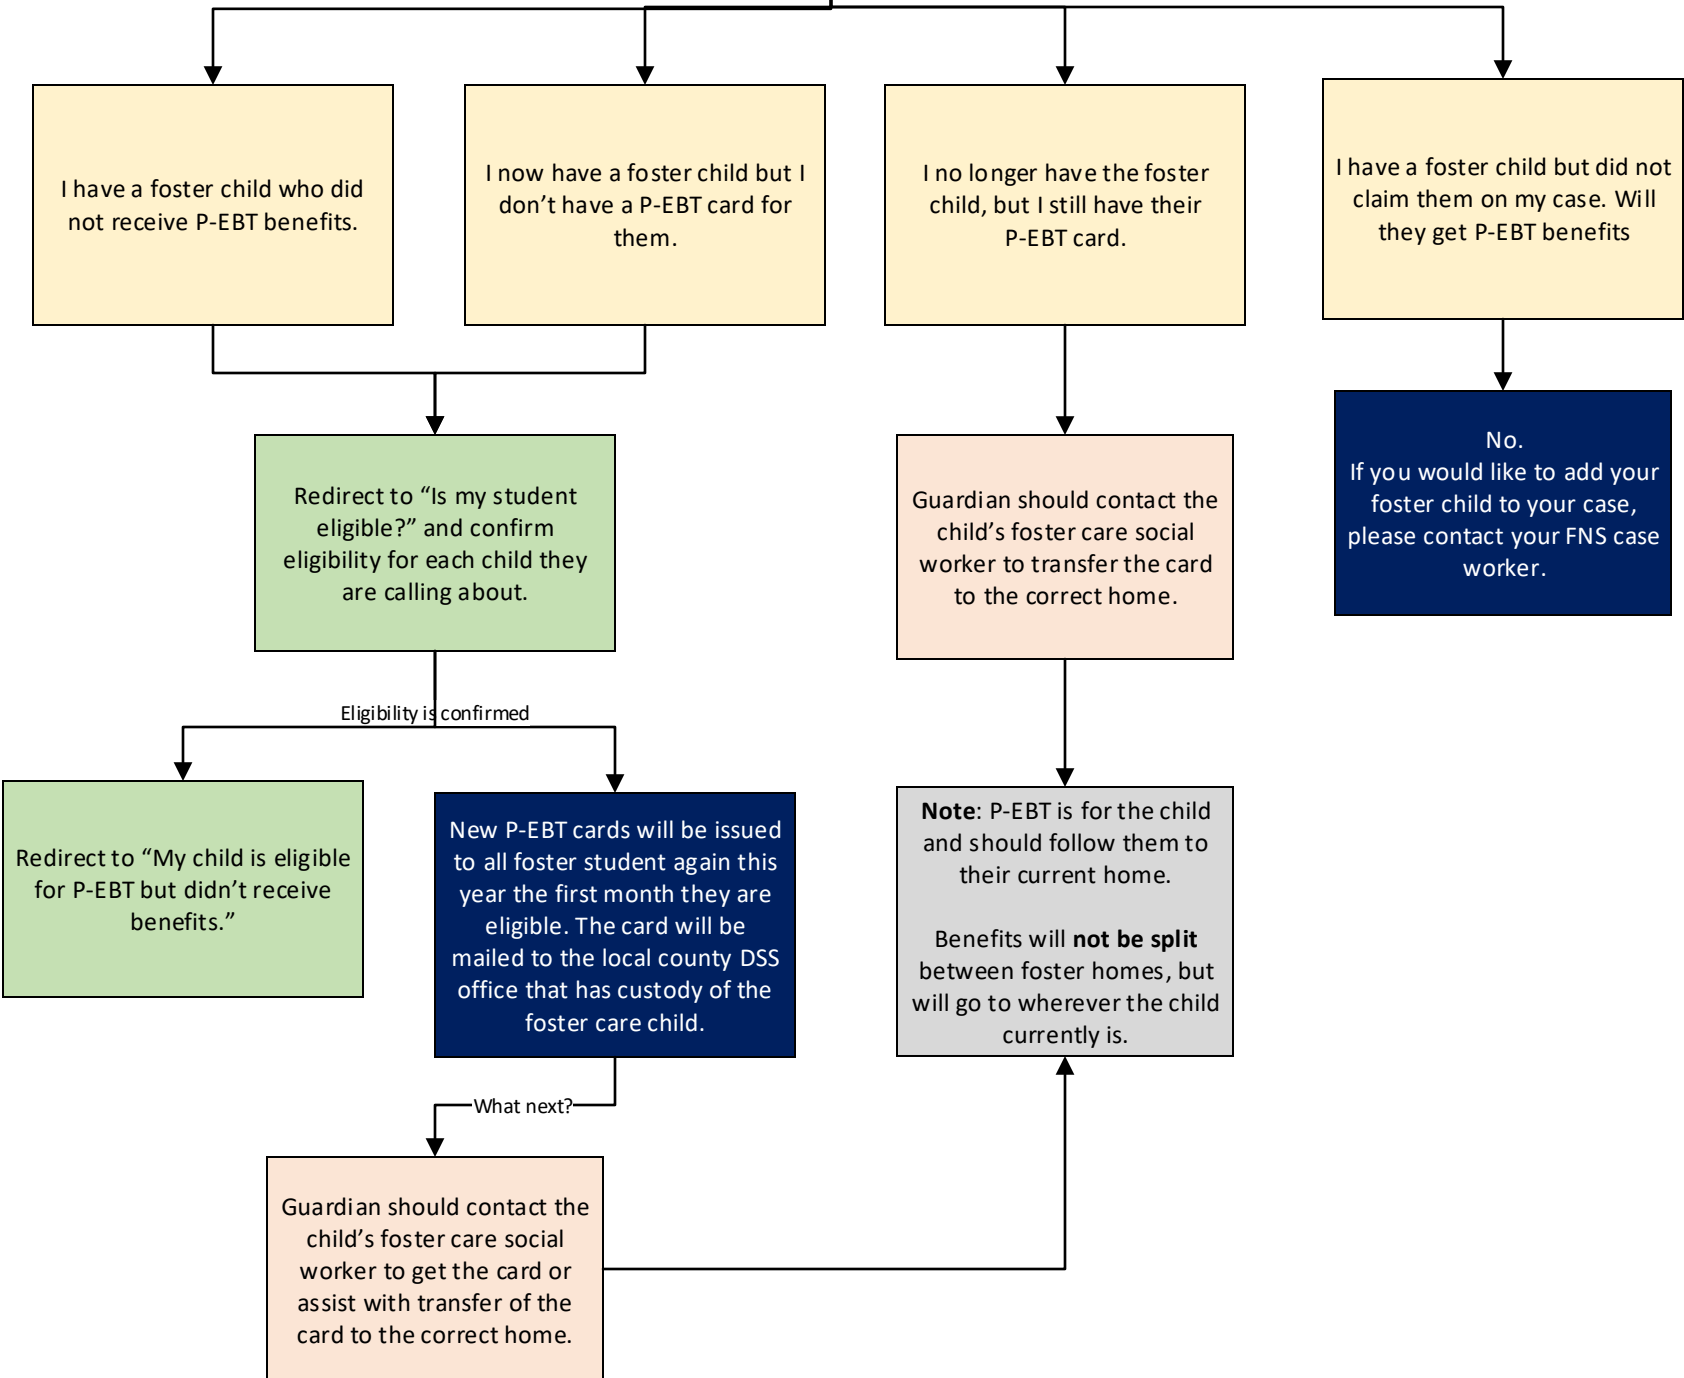 I have a foster child who did
not receive P-EBT benefits.
I now have a foster child but I
don’t have a P-EBT card for
them.
I no longer have the foster
child, but I still have their
P-EBT card.
I have a foster child but did not
claim them on my case. Will
they get P-EBT benefits
Redirect to “Is my student
eligible?” and confirm
eligibility for each child they
are calling about.
Guardian should contact the
child’s foster care social
worker to transfer the card
to the correct home.
No.
If you would like to add your
foster child to your case,
please contact your FNS case
worker.
Eligibility is confirmed
Redirect to “My child is eligible
for P-EBT but didn’t receive
benefits.”
New P-EBT cards will be issued
to all foster student again this
year the first month they are
eligible. The card will be
mailed to the local county DSS
office that has custody of the
foster care child.
Note: P-EBT is for the child
and should follow them to
their current home.
Benefits will not be split
between foster homes, but
will go to wherever the child
currently is.
What next?
Guardian should contact the
child’s foster care social
worker to get the card or
assist with transfer of the
card to the correct home.